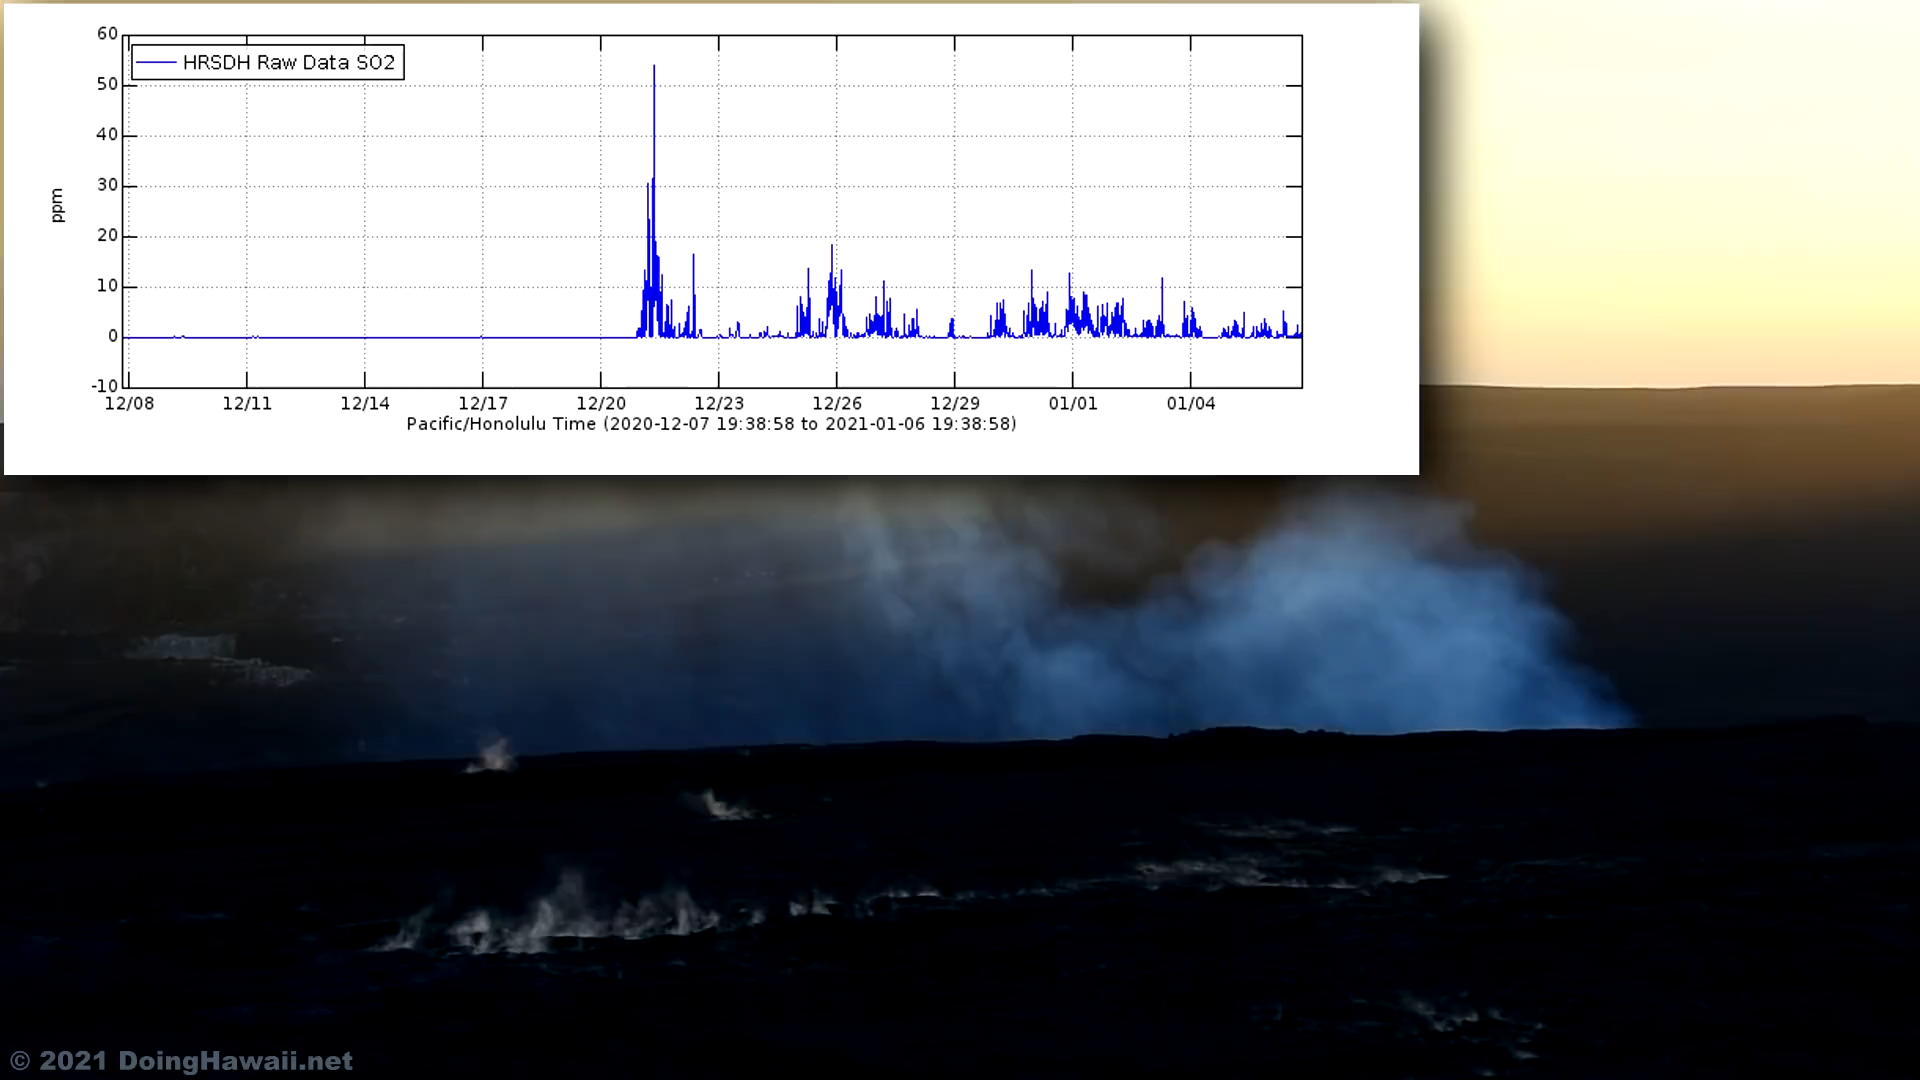 60
HRSDH Raw Data SO2
50
40
30
20
10
0
-10
ppm
12/08 12/11 12/14 12/17 12/20 12/23 12/26 12/29 01/01 01/04
Pacific/Honolulu Time (2020-12-07 19:38:58 to 2021-01-06 19:38:58)
© 2021 DoingHawaii.net